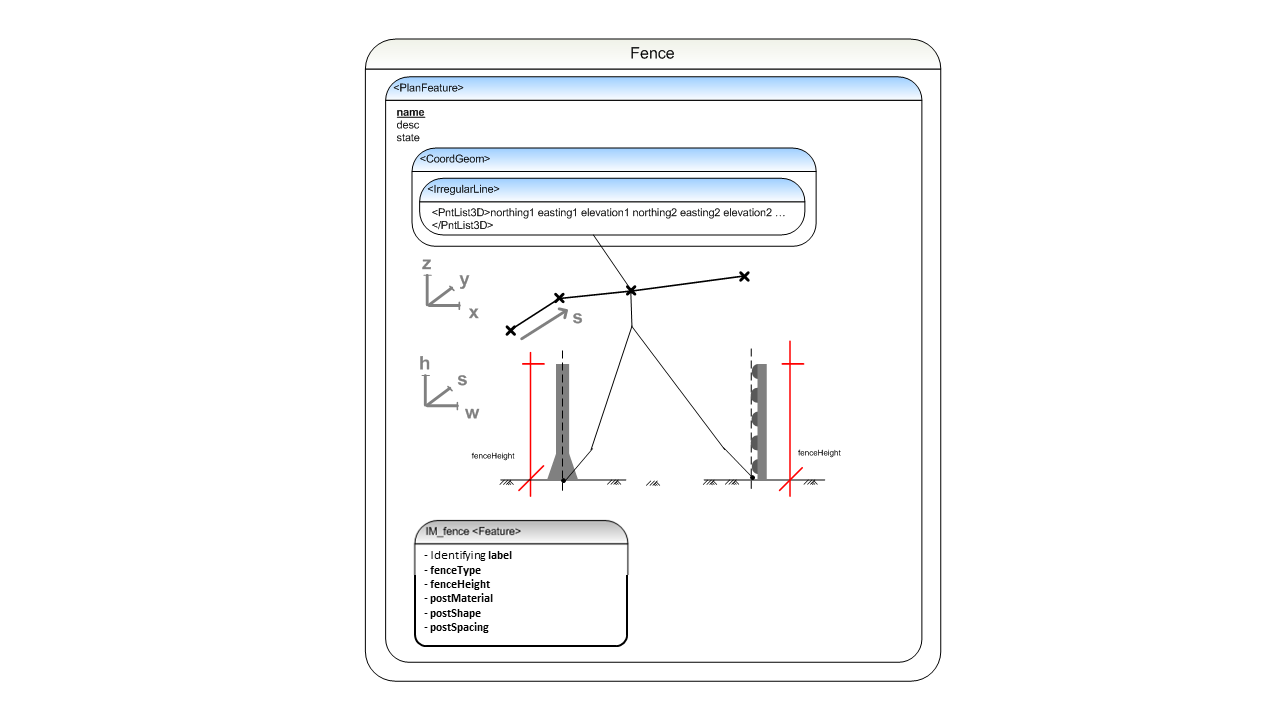 Fence
<PlanFeature>
name
desc
state
<CoordGeom>
<IrregularLine>
<PntList3D>northing1 easting1 elevation1 northing2 easting2 elevation2 ...
</PntList3D>
z
y
x
s
h
s
w
fenceHeight
fenceHeight
IM_fence <Feature>
- Identifying label
- fenceType
- fenceHeight
- postMaterial
- postShape
- postSpacing